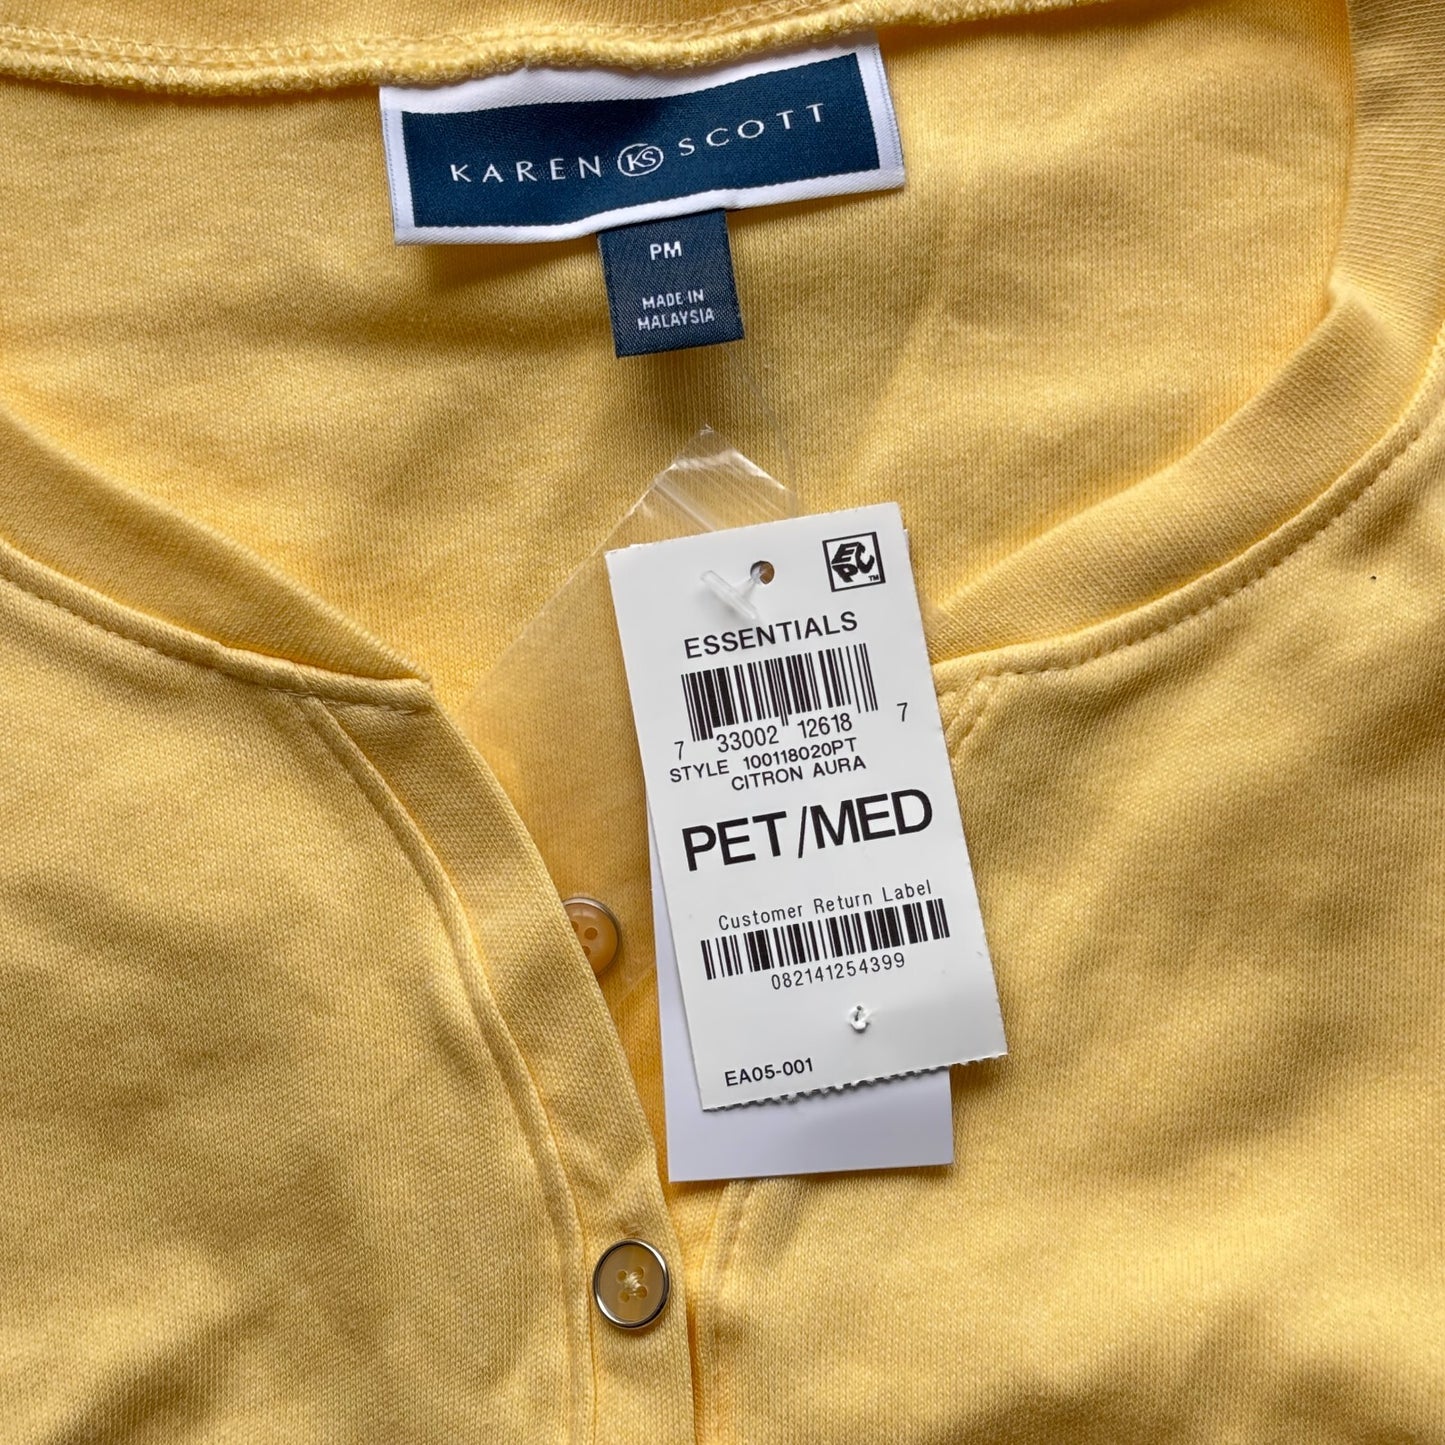 KAREN KS SCOTT
PM
MADE IN
MALAYSIA
EPC™
ESSENTIALS
7 33002 12618 7
STYLE 100118020PT
CITRON AURA
PET/MED
Customer Return Label
082141254399
EA05-001